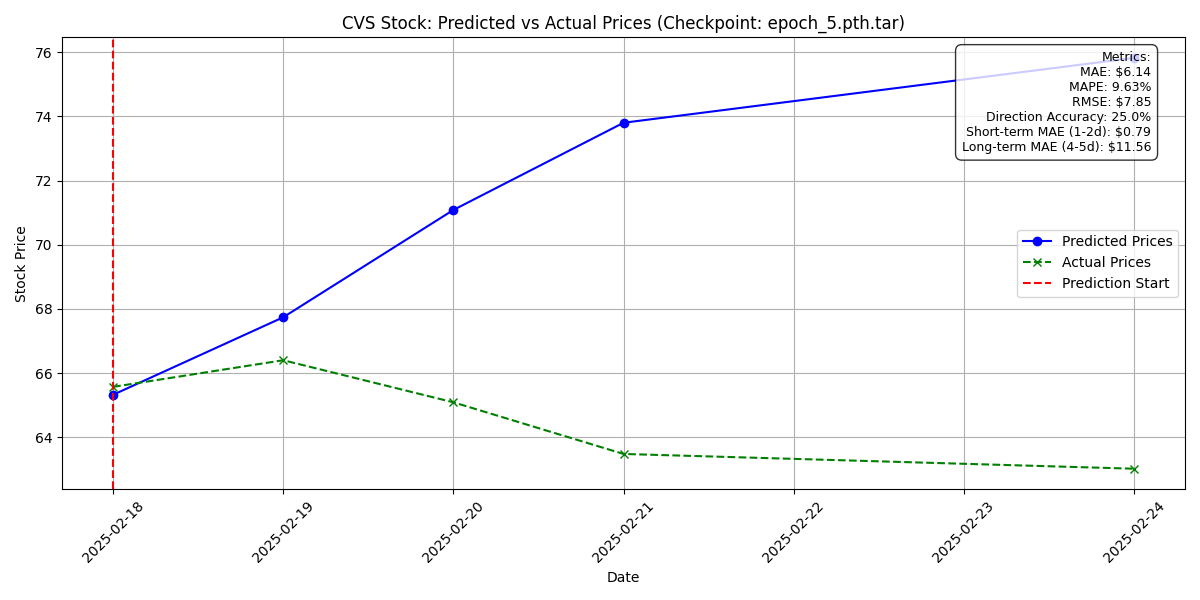 CVS Stock: Predicted vs Actual Prices (Checkpoint: epoch_5.pth.tar)
Metrics:
MAE: $6.14
MAPE: 9.63%
RMSE: $7.85
Direction Accuracy: 25.0%
Short-term MAE (1-2d): $0.79
Long-term MAE (4-5d): $11.56
Predicted Prices
Actual Prices
Prediction Start
Stock Price
76
74
72
70
68
66
64
2025-02-18
2025-02-19
2025-02-20
2025-02-21
2025-02-22
2025-02-23
2025-02-24
Date